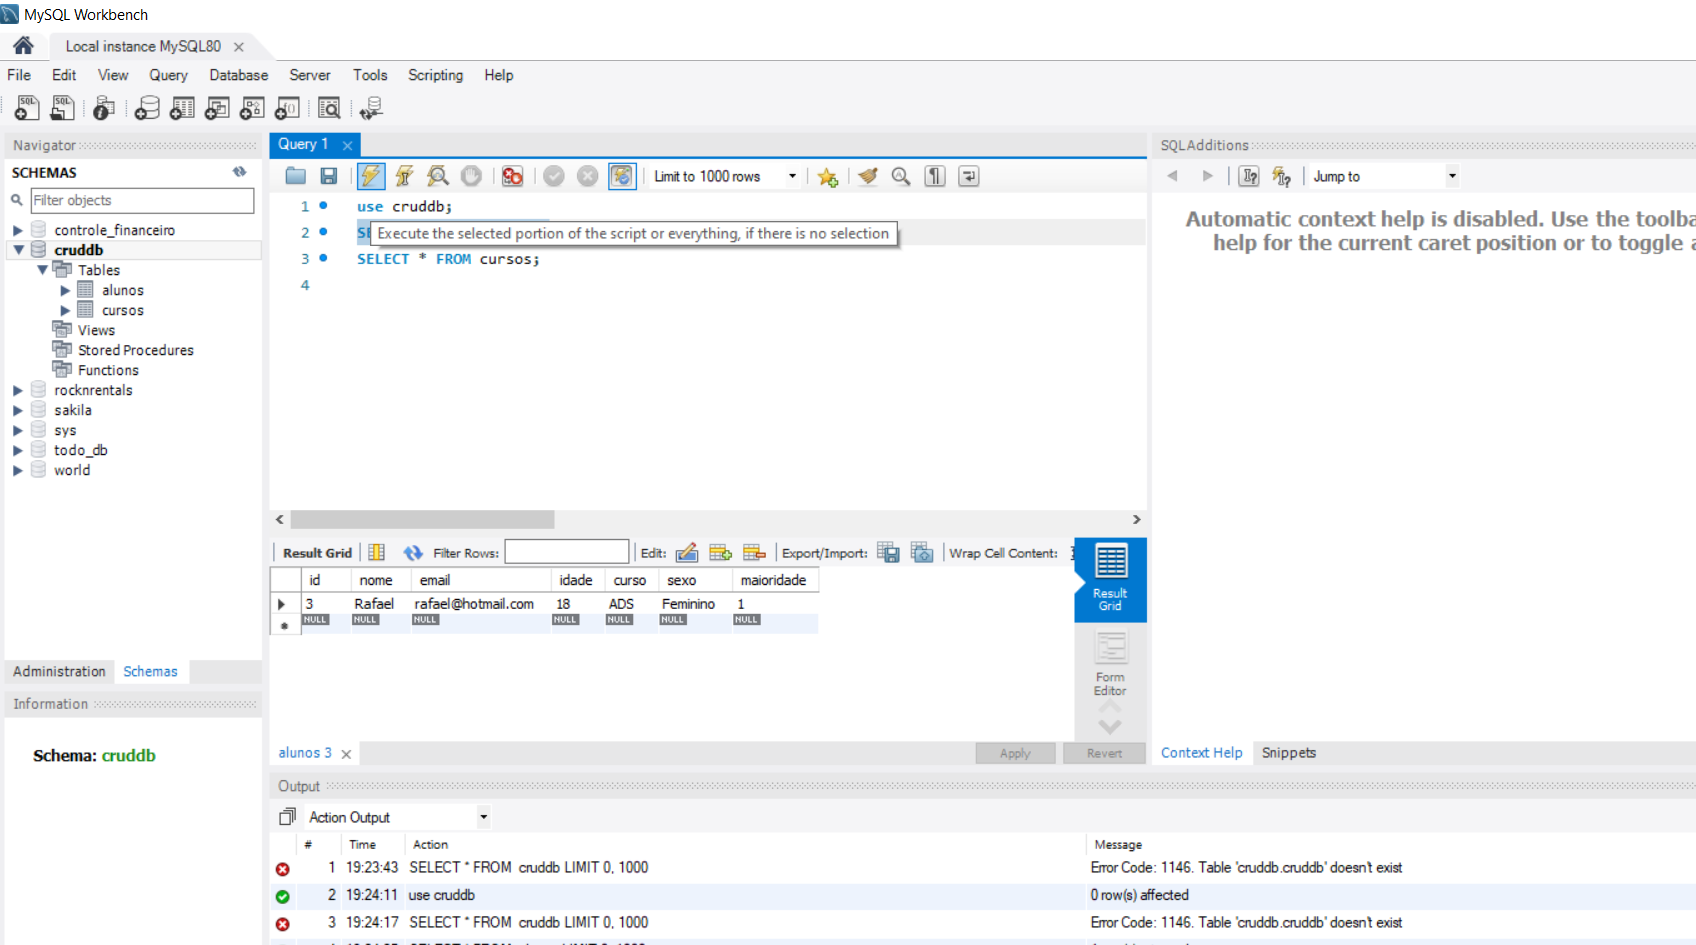 MySQL Workbench
Local instance MySQL80
File Edit View Query Database Server Tools Scripting Help
Navigator
SCHEMAS
Filter objects
controle_financeiro
cruddb
Tables
alunos
cursos
Views
Stored Procedures
Functions
rocknrentals
sakila
sys
todo_db
world
Administration Schemas
Information
Schema: cruddb
Query 1
Limit to 1000 rows
1 use cruddb;
2 SE
Execute the selected portion of the script or everything, if there is no selection
3 SELECT * FROM cursos;
4
Result Grid Filter Rows: Edit: Export/Import: Wrap Cell Content:
id nome email idade curso sexo maioridade
3 Rafael rafael@hotmail.com 18 ADS Feminino 1
NULL NULL NULL NULL NULL NULL NULL
Result
Grid
Form
Editor
alunos 3 Apply Revert
SQLAdditions
Jump to
Automatic context help is disabled. Use the toolba
help for the current caret position or to toggle a
Context Help Snippets
Output
Action Output
# Time Action Message
1 19:23:43 SELECT * FROM cruddb LIMIT 0, 1000 Error Code: 1146. Table 'cruddb.cruddb' doesn't exist
2 19:24:11 use cruddb 0 row(s) affected
3 19:24:17 SELECT * FROM cruddb LIMIT 0, 1000 Error Code: 1146. Table 'cruddb.cruddb' doesn't exist